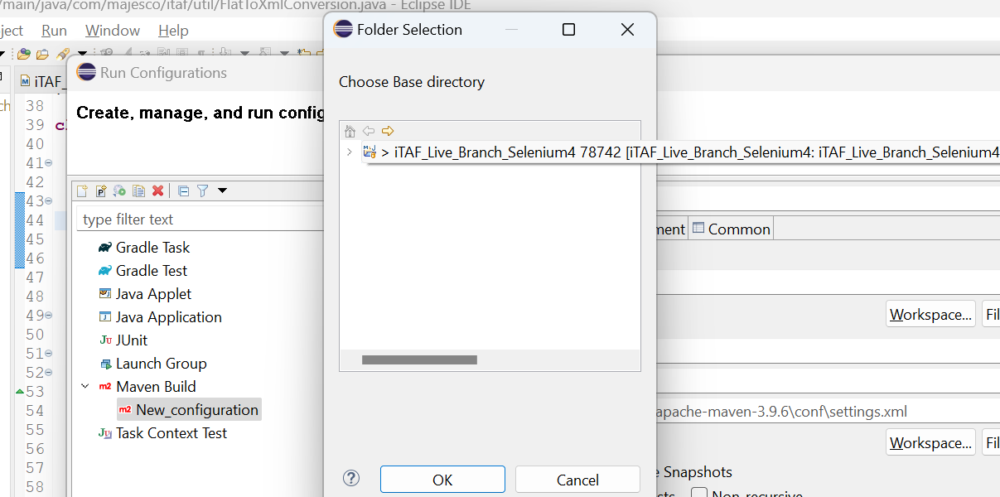 /main/java/com/majesco/itaf/util/FlatToXmlConversion.java - Eclipse IDE
ject Run Window Help
Folder Selection
iTAF_
Run Configurations
Choose Base directory
Create, manage, and run config
> iTAF_Live_Branch_Selenium4 78742 [iTAF_Live_Branch_Selenium4: iTAF_Live_Branch_Selenium4
type filter text
ment Common
Gradle Task
Gradle Test
Java Applet
Java Application
Workspace... Fil
JUnit
Launch Group
Maven Build
New_configuration
apache-maven-3.9.6\conf\settings.xml
Task Context Test
Workspace... Fil
e Snapshots
OK Cancel
sts Non-recursive
38
39 c
40
41
42
43
44
45
46
47
48
49
50
51
52
53
54
55
56
57
58